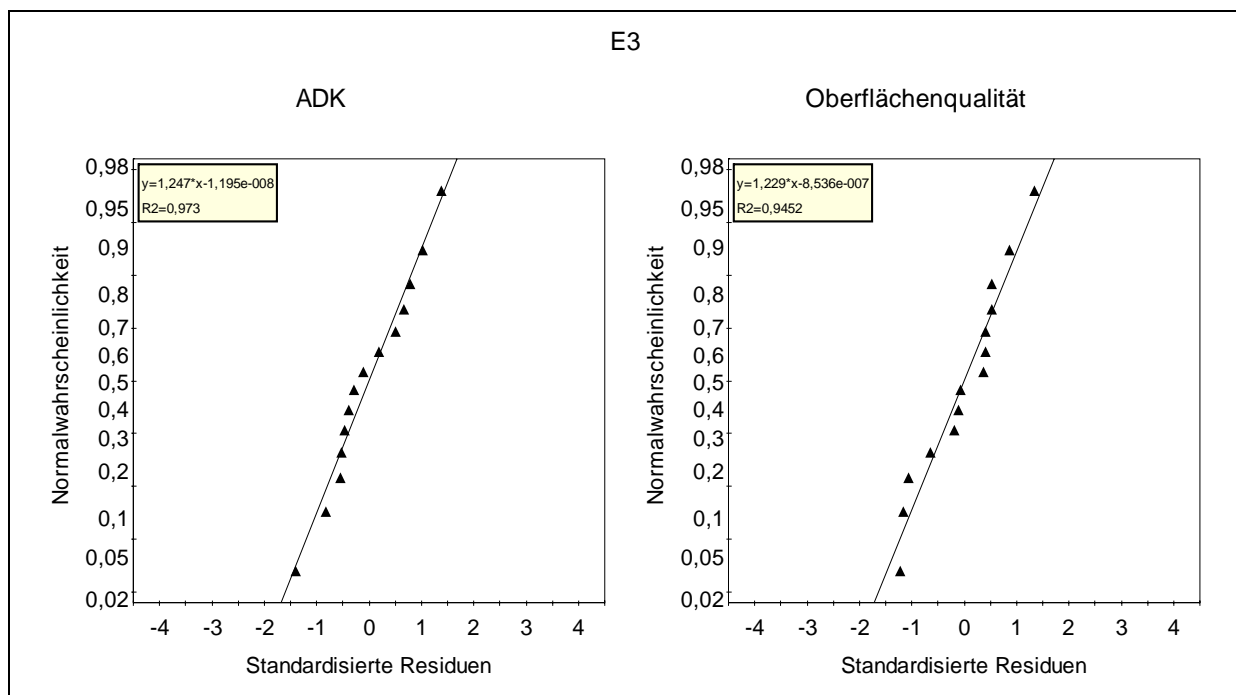 E3
ADK
0,98
0,95
0,9
0,8
0,7
0,6
0,5
0,4
0,3
0,2
0,1
0,05
0,02
Normalwahrscheinlichkeit
y=1,247*x-1,195e-008
R2=0,973
-4 -2 -1 0 1 2 4
Standardisierte Residuen
Oberflächenqualität
0,98
0,95
0,9
0,8
0,7
0,6
0,5
0,4
0,3
0,2
0,1
0,05
0,02
Normalwahrscheinlichkeit
y=1,229*x-8,536e-007
R2=0,9452
-4 -2 -1 0 1 2 4
Standardisierte Residuen